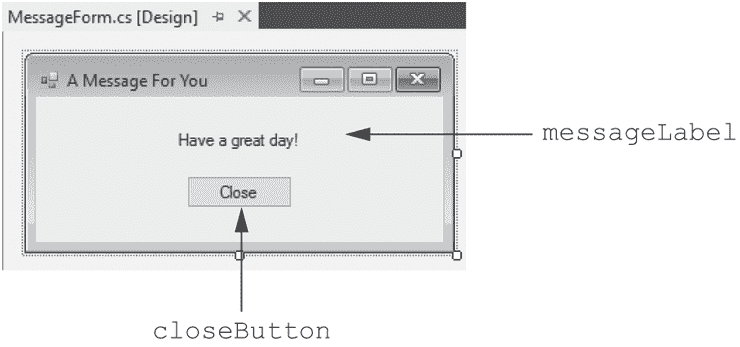 MessageForm.cs [Design]
A Message For You
Have a great day!
messageLabel
Close
closeButton